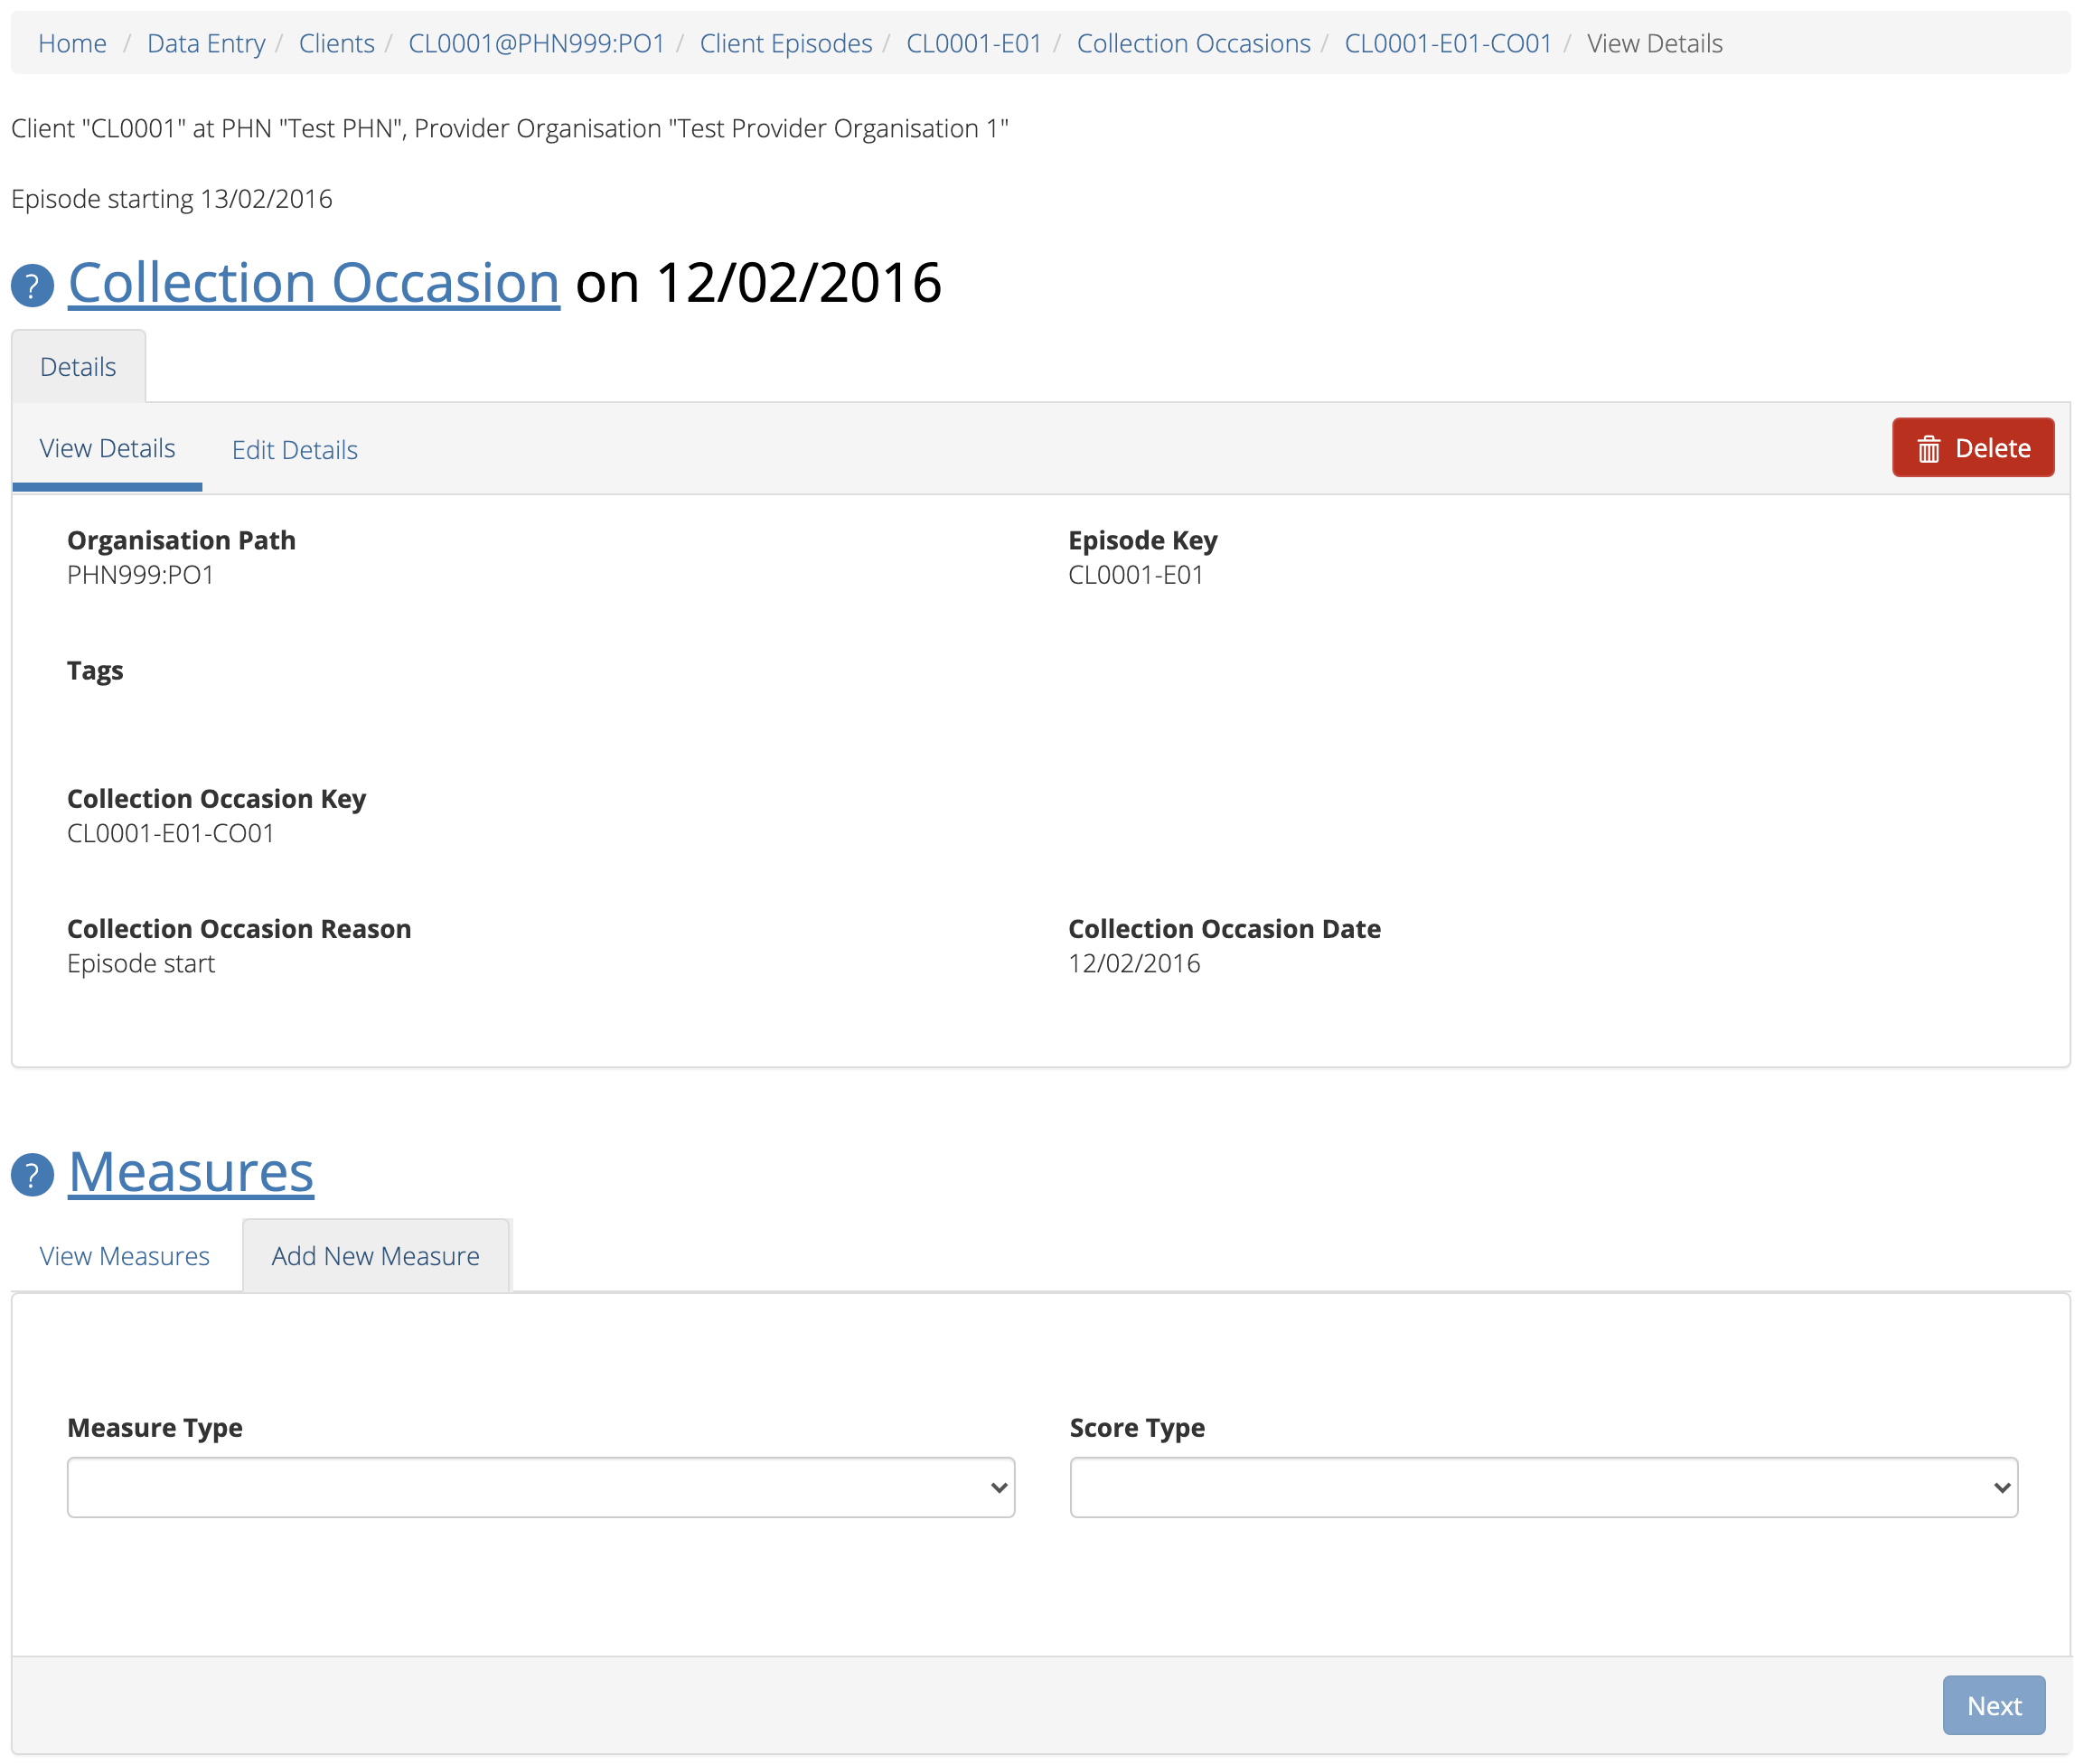 Home / Data Entry / Clients / CL0001@PHN999:PO1 / Client Episodes / CL0001-E01 / Collection Occasions / CL0001-E01-CO01 / View Details
Client "CL0001" at PHN "Test PHN", Provider Organisation "Test Provider Organisation 1"
Episode starting 13/02/2016
? Collection Occasion on 12/02/2016
Details
View Details Edit Details Delete
Organisation Path Episode Key
PHN999:PO1 CL0001-E01
Tags
Collection Occasion Key
CL0001-E01-CO01
Collection Occasion Reason Collection Occasion Date
Episode start 12/02/2016
? Measures
View Measures Add New Measure
Measure Type Score Type
Next